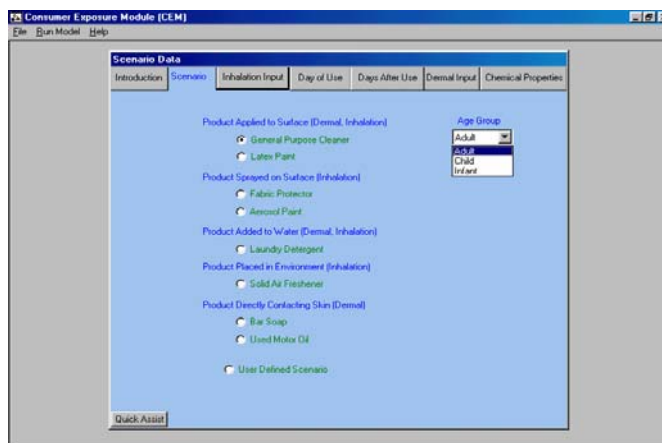 Consumer Exposure Module (CEM)
File Run Model Help
Scenario Data
Introduction Scenario Inhalation Input Day of Use Days After Use Dermal Input Chemical Properties
Product Applied to Surface (Dermal, Inhalation)
Age Group
General Purpose Cleaner
Adult
Latex Paint
Adult
Child
Infant
Product Sprayed on Surface (Inhalation)
Fabric Protector
Aerosol Paint
Product Added to Water (Dermal, Inhalation)
Laundry Detergent
Product Placed in Environment (Inhalation)
Solid Air Freshener
Product Directly Contacting Skin (Dermal)
Bar Soap
Used Motor Oil
User Defined Scenario
Quick Assist